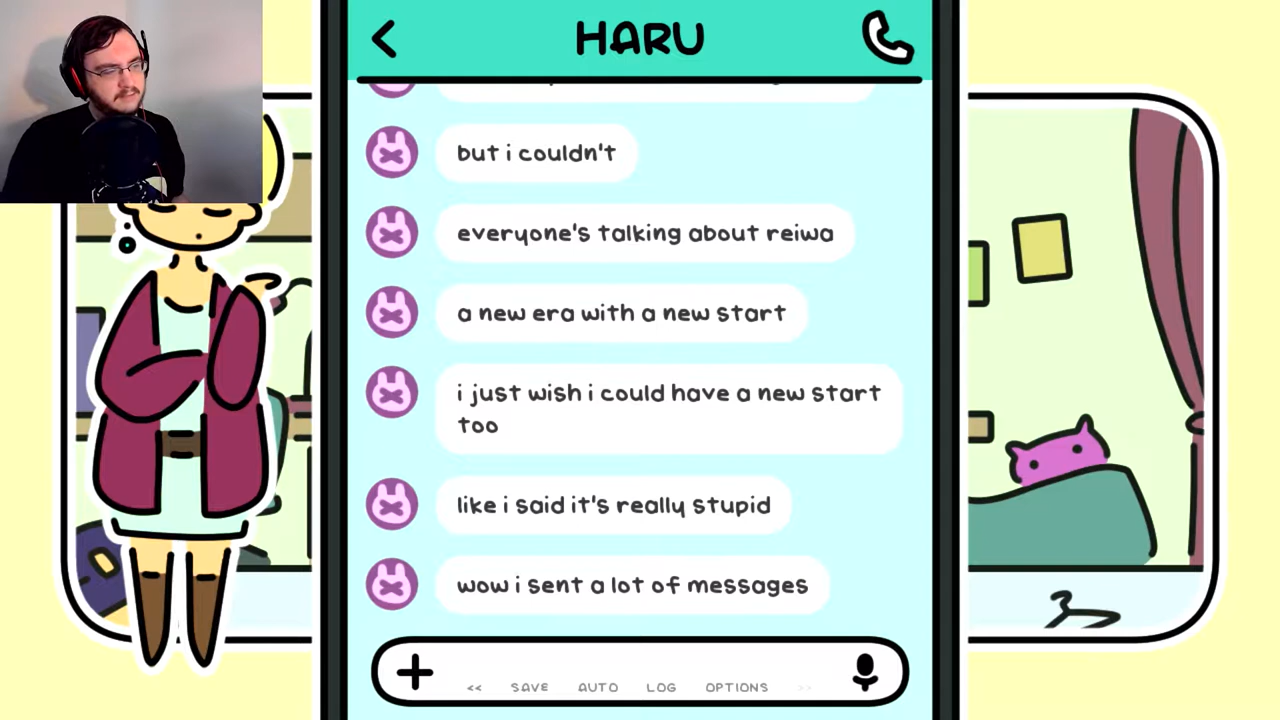 HARU
but i couldn't
everyone's talking about reiwa
a new era with a new start
i just wish i could have a new start
too
like i said it's really stupid
wow i sent a lot of messages
<< SAVE AUTO LOG OPTIONS >>